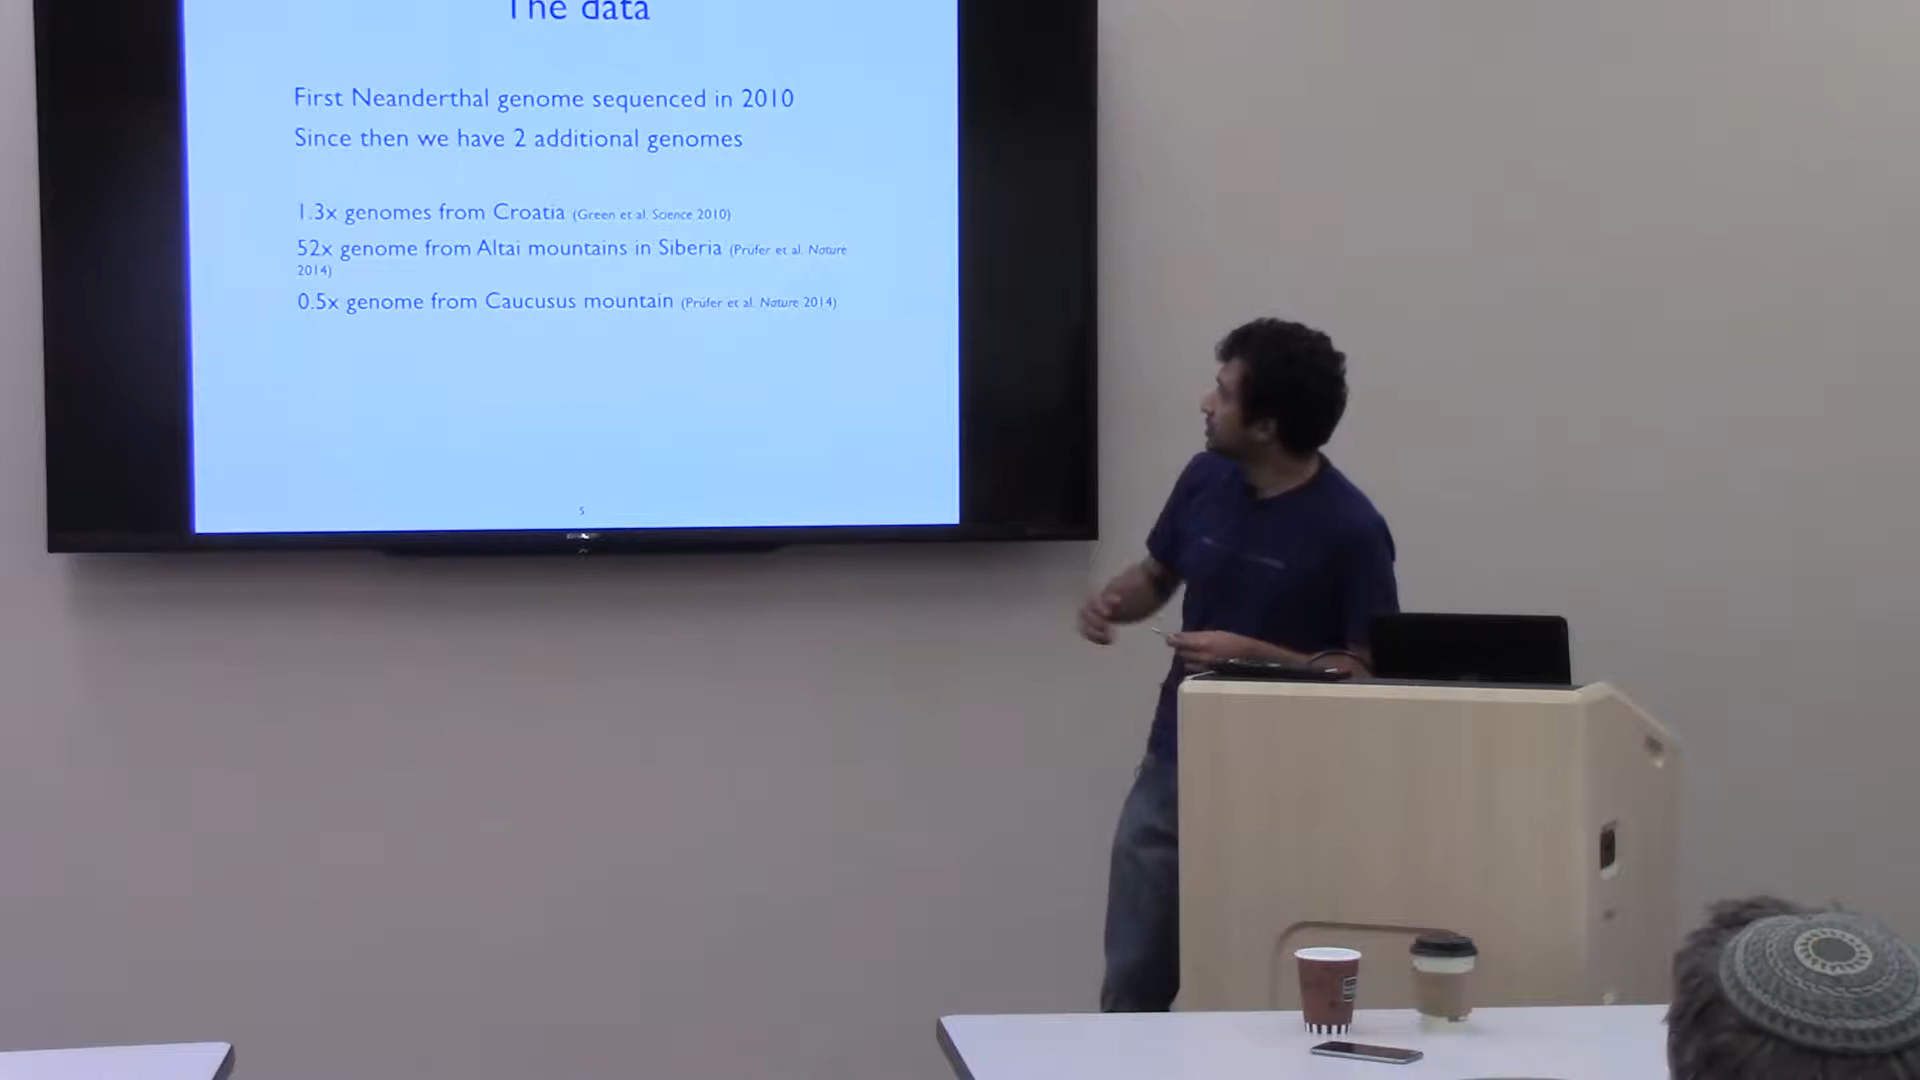 The data
First Neanderthal genome sequenced in 2010
Since then we have 2 additional genomes
1.3x genomes from Croatia (Green et al. Science 2010)
52x genome from Altai mountains in Siberia (Prüfer et al. Nature
2014)
0.5x genome from Caucusus mountain (Prüfer et al. Nature 2014)
5